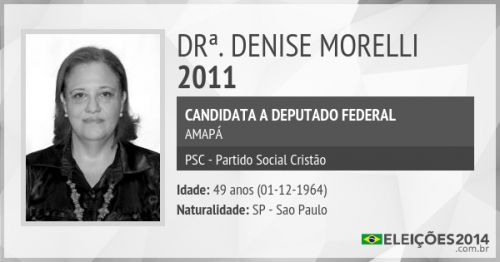 DRª. DENISE MORELLI
2011
CANDIDATA A DEPUTADO FEDERAL
AMAPÁ
PSC - Partido Social Cristão
Idade: 49 anos (01-12-1964)
Naturalidade: SP - Sao Paulo
ELEIÇÕES2014
.com.br